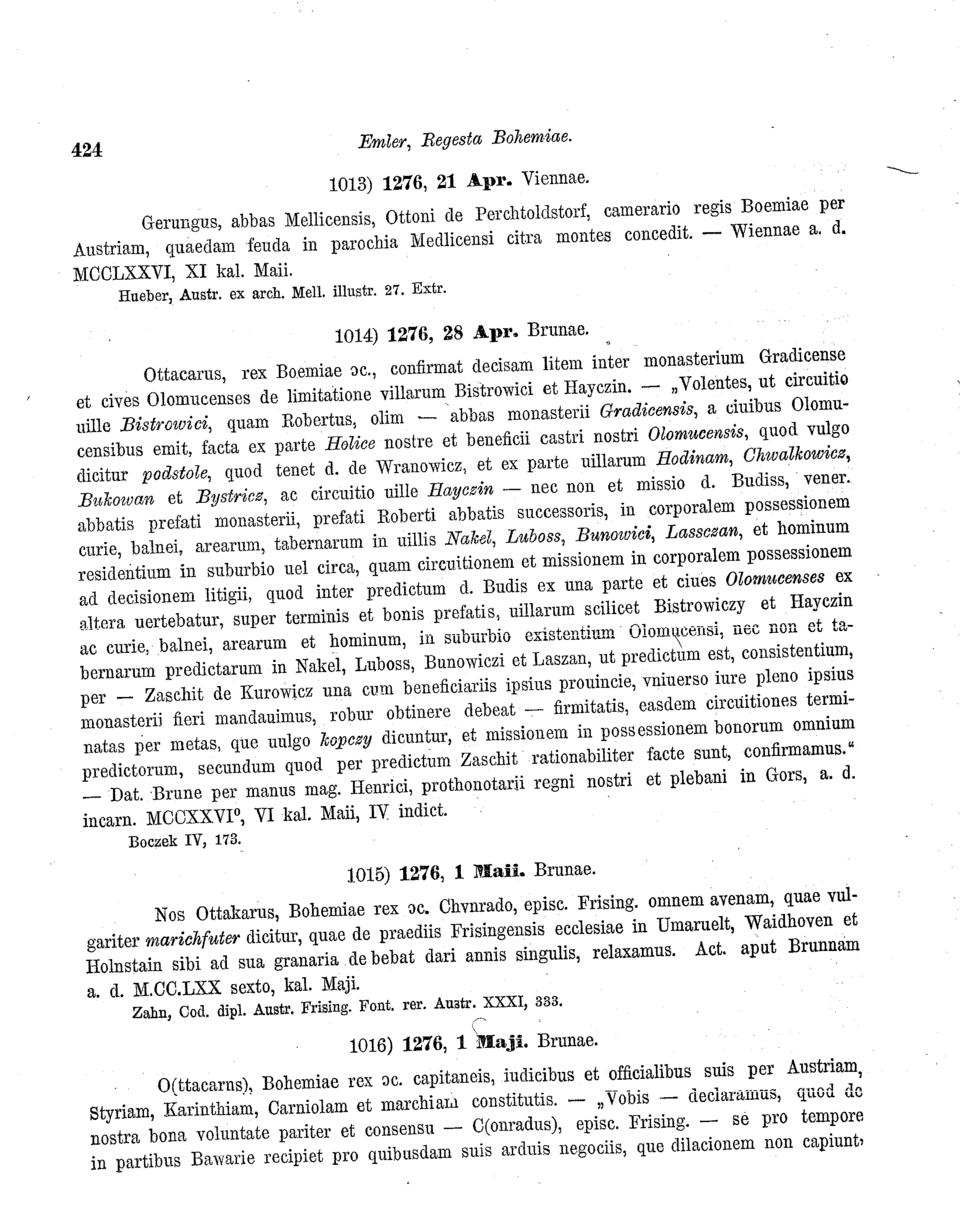 424
Emler, Regesta Bohemiae.
1013) 1276, 21 Apr. Viennae.
Gerungus, abbas Mellicensis, Ottoni de Perchtoldstorf, camerario regis Boemiae per
Austriam, quaedam feuda in parochia Medlicensi citra montes concedit. — Wiennae a. d.
MCCLXXVI, XI kal. Maii.
Hueber, Austr. ex arch. Mell. illustr. 27. Extr.
1014) 1276, 28 Apr. Brunae.
Ottacarus, rex Boemiae ɔc., confirmat decisam litem inter monasterium Gradicense
et cives Olomucenses de limitatione villarum Bistrowici et Hayczin. — „Volentes, ut circuitio
uille Bistrowici, quam Robertus, olim — abbas monasterii Gradicensis, a ciuibus Olomu-
censibus emit, facta ex parte Holice nostre et beneficii castri nostri Olomucensis, quod vulgo
dicitur podstole, quod tenet d. de Wranowicz, et ex parte uillarum Hodinam, Chwalkowicz,
Bukowan et Bystricz, ac circuitio uille Hayczin — nec non et missio d. Budiss, vener.
abbatis prefati monasterii, prefati Roberti abbatis successoris, in corporalem possessionem
curie, balnei, arearum, tabernarum in uillis Nakel, Luboss, Bunowici, Lassczan, et hominum
residentium in suburbio uel circa, quam circuitionem et missionem in corporalem possessionem
ad decisionem litigii, quod inter predictum d. Budis ex una parte et ciues Olomucenses ex
altera uertebatur, super terminis et bonis prefatis, uillarum scilicet Bistrowiczy et Hayczin
ac curie, balnei, arearum et hominum, in suburbio existentium Olomucensi, nec non et ta-
bernarum predictarum in Nakel, Luboss, Bunowiczi et Laszan, ut predictum est, consistentium,
per — Zaschit de Kurowicz una cum beneficiariis ipsius prouincie, vniuerso iure pleno ipsius
monasterii fieri mandauimus, robur obtinere debeat — firmitatis, easdem circuitiones termi-
natas per metas, que uulgo kopczy dicuntur, et missionem in possessionem bonorum omnium
predictorum, secundum quod per predictum Zaschit rationabiliter facte sunt, confirmamus.“
— Dat. Brune per manus mag. Henrici, prothonotarii regni nostri et plebani in Gors, a. d.
incarn. MCCXXVI⁰, VI kal. Maii, IV indict.
Boczek IV, 173.
1015) 1276, 1 Maii. Brunae.
Nos Ottakarus, Bohemiae rex ɔc. Chvnrado, episc. Frising. omnem avenam, quae vul-
gariter marichfuter dicitur, quae de praediis Frisingensis ecclesiae in Umaruelt, Waidhoven et
Holnstain sibi ad sua granaria debebat dari annis singulis, relaxamus. Act. aput Brunnam
a. d. M.CC.LXX sexto, kal. Maji.
Zahn, Cod. dipl. Austr. Frising. Font. rer. Austr. XXXI, 333.
1016) 1276, 1 Maji. Brunae.
O(ttacarns), Bohemiae rex ɔc. capitaneis, iudicibus et officialibus suis per Austriam,
Styriam, Karinthiam, Carniolam et marchiam constitutis. — „Vobis — declaramus, quod de
nostra bona voluntate pariter et consensu — C(onradus), episc. Frising. — se pro tempore
in partibus Bawarie recipiet pro quibusdam suis arduis negociis, que dilacionem non capiunt,